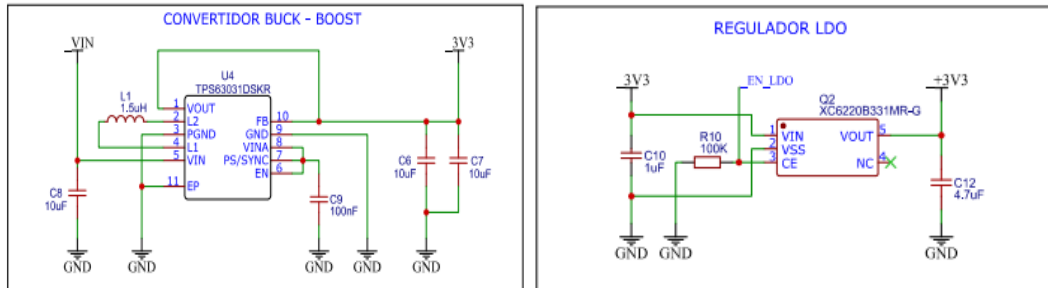 CONVERTIDOR BUCK - BOOST
VIN
3V3
U4
TPS63031DSKR
L1
1.5uH
1 VOUT
2 L2
3 PGND
4 L1
5 VIN
11 EP
FB 10
GND 9
VINA 8
PS/SYNC 7
EN 6
C8
10uF
C9
100nF
C6
10uF
C7
10uF
GND
GND
GND
GND
GND
REGULADOR LDO
3V3
EN_LDO
+3V3
Q2
XC6220B331MR-G
1 VIN
2 VSS
3 CE
VOUT 5
NC 4
R10
100K
C10
1uF
C12
4.7uF
GND
GND
GND